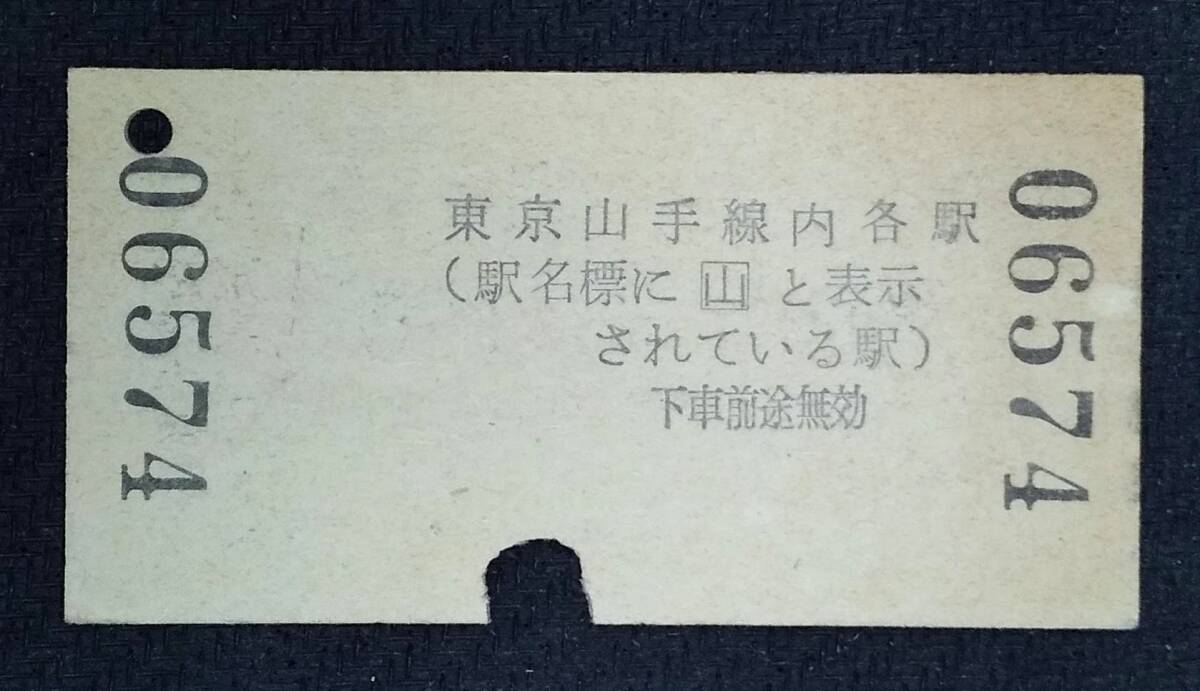 06574
東京山手線内各駅
（駅名標に山と表示
されている駅）
下車前途無効
06574